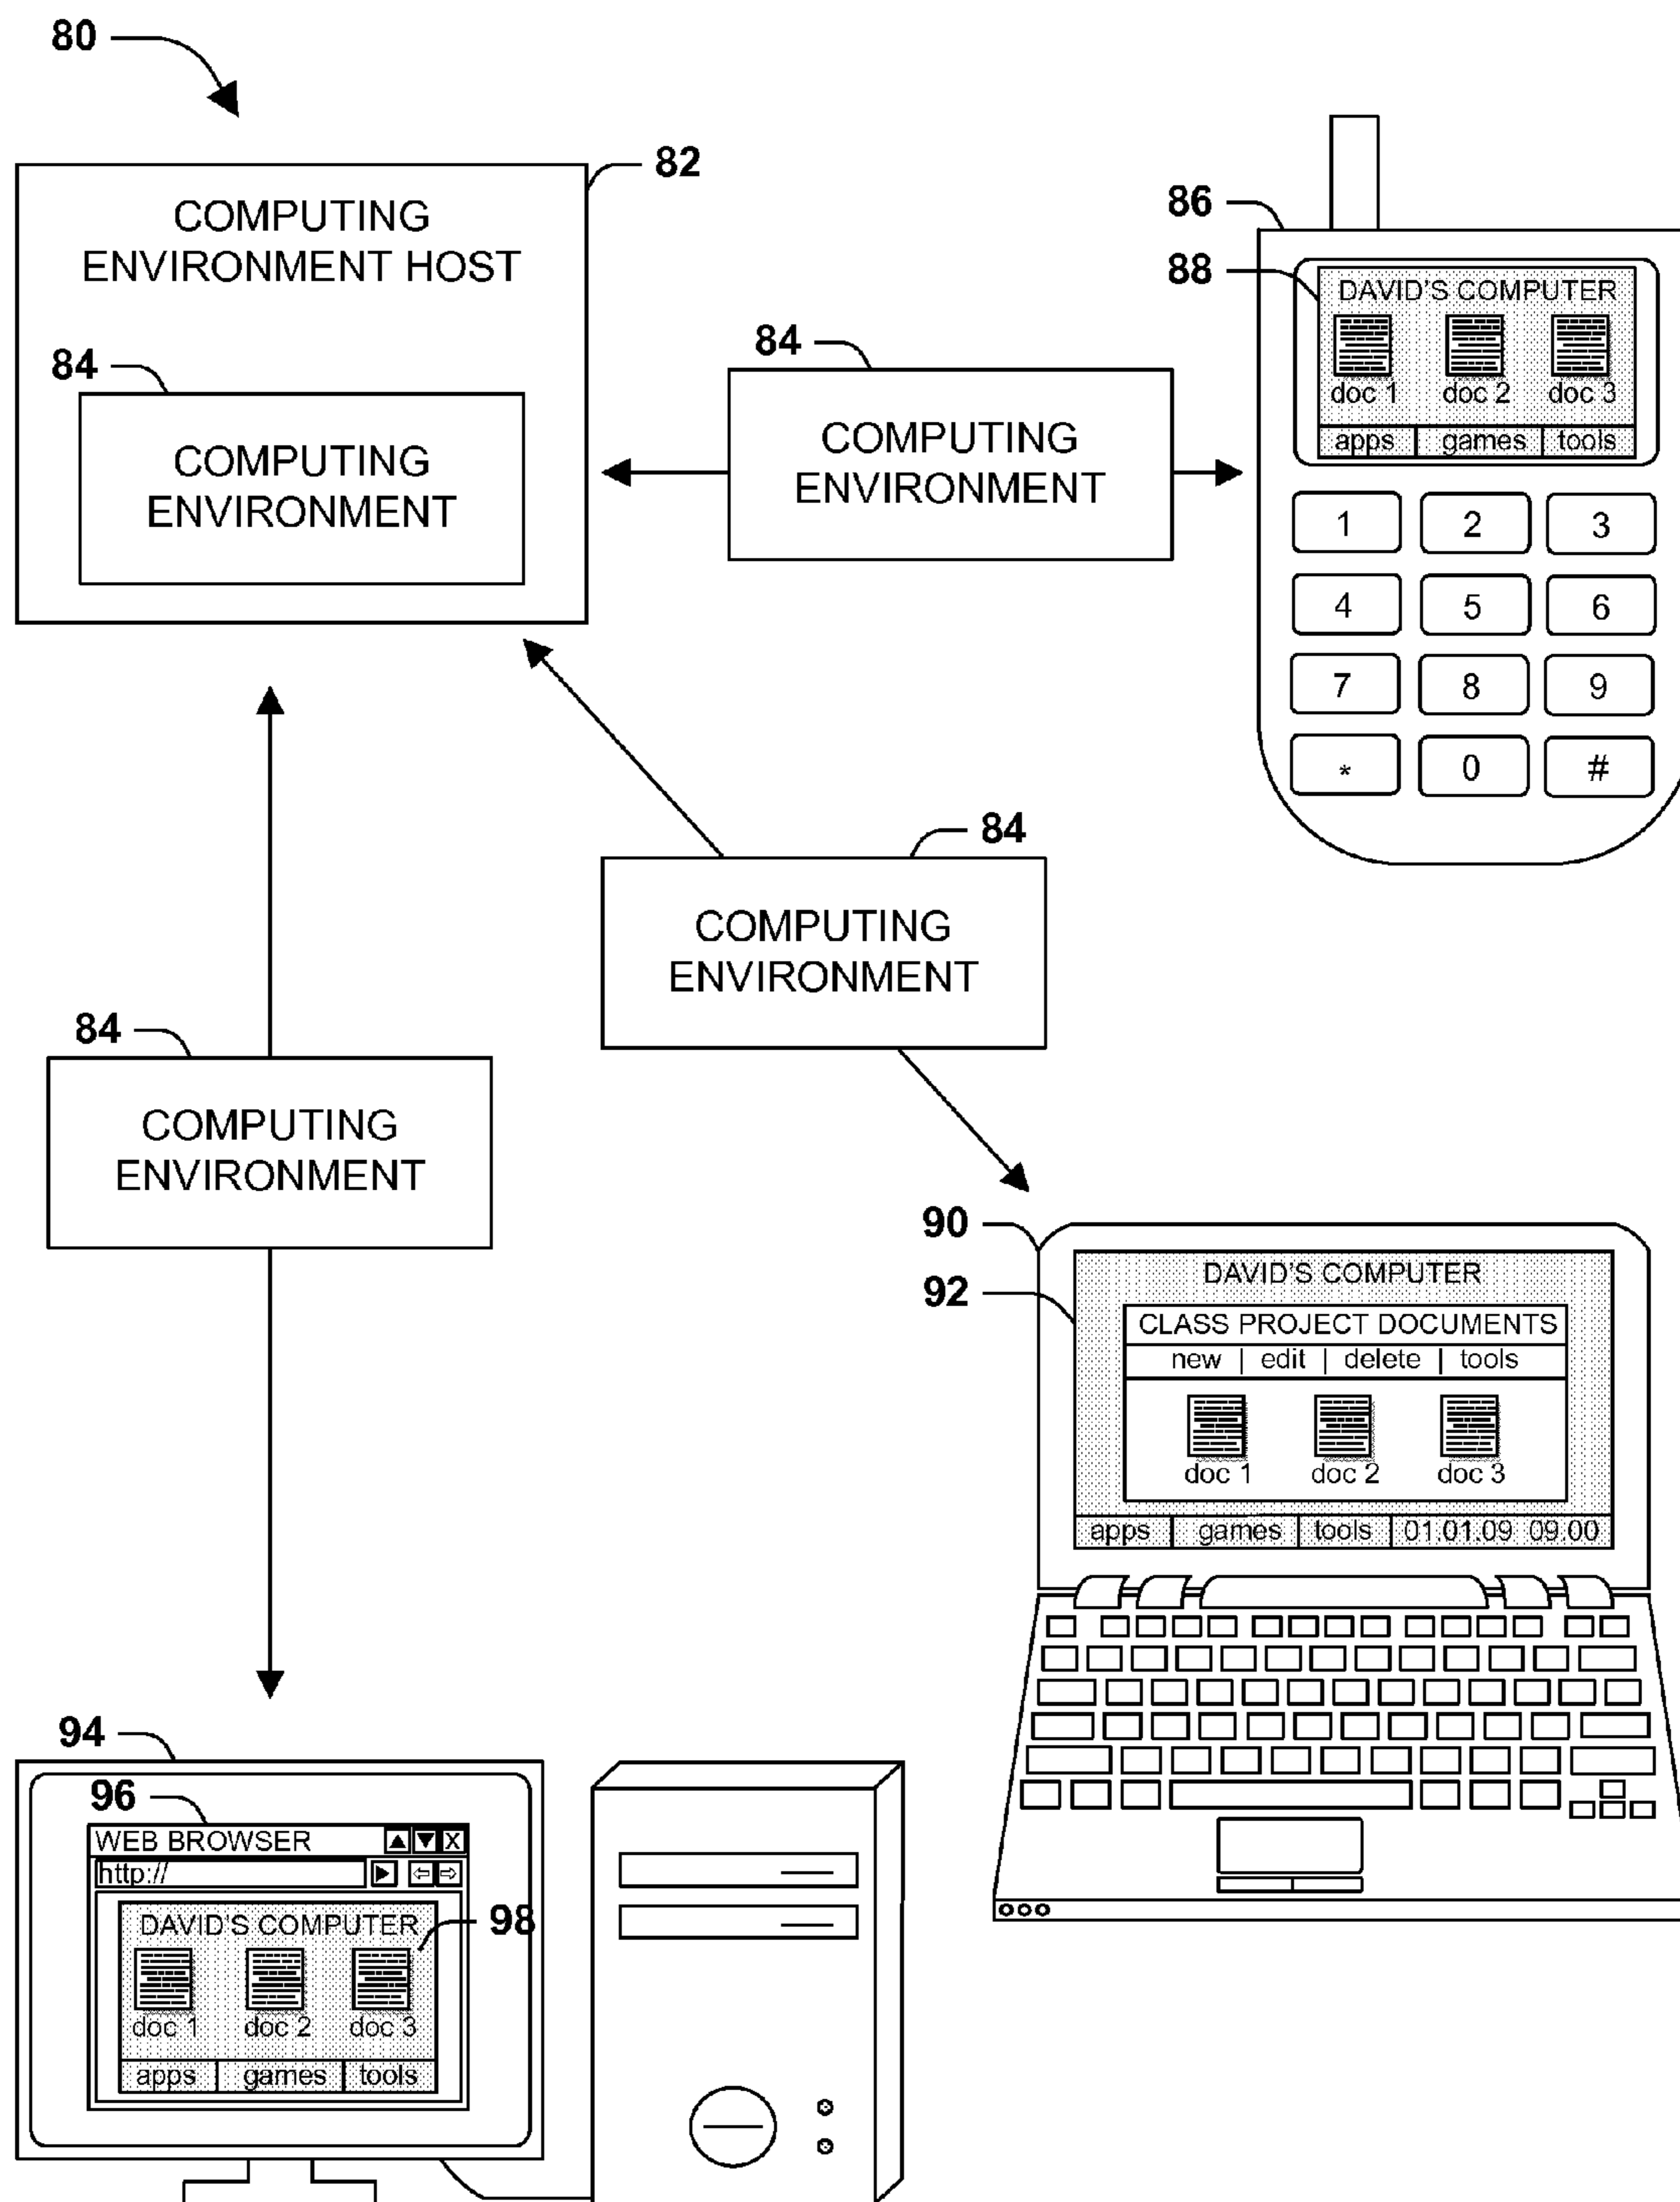 80
82
COMPUTING
ENVIRONMENT HOST
84
COMPUTING
ENVIRONMENT
84
COMPUTING
ENVIRONMENT
86
88
DAVID'S COMPUTER
doc 1 doc 2 doc 3
apps games tools
1 2 3
4 5 6
7 8 9
* 0 #
84
COMPUTING
ENVIRONMENT
84
COMPUTING
ENVIRONMENT
90
92
DAVID'S COMPUTER
CLASS PROJECT DOCUMENTS
new | edit | delete | tools
doc 1 doc 2 doc 3
apps games tools 01.01.09 09.00
94
96
WEB BROWSER X
http://
DAVID'S COMPUTER
98
doc 1 doc 2 doc 3
apps games tools